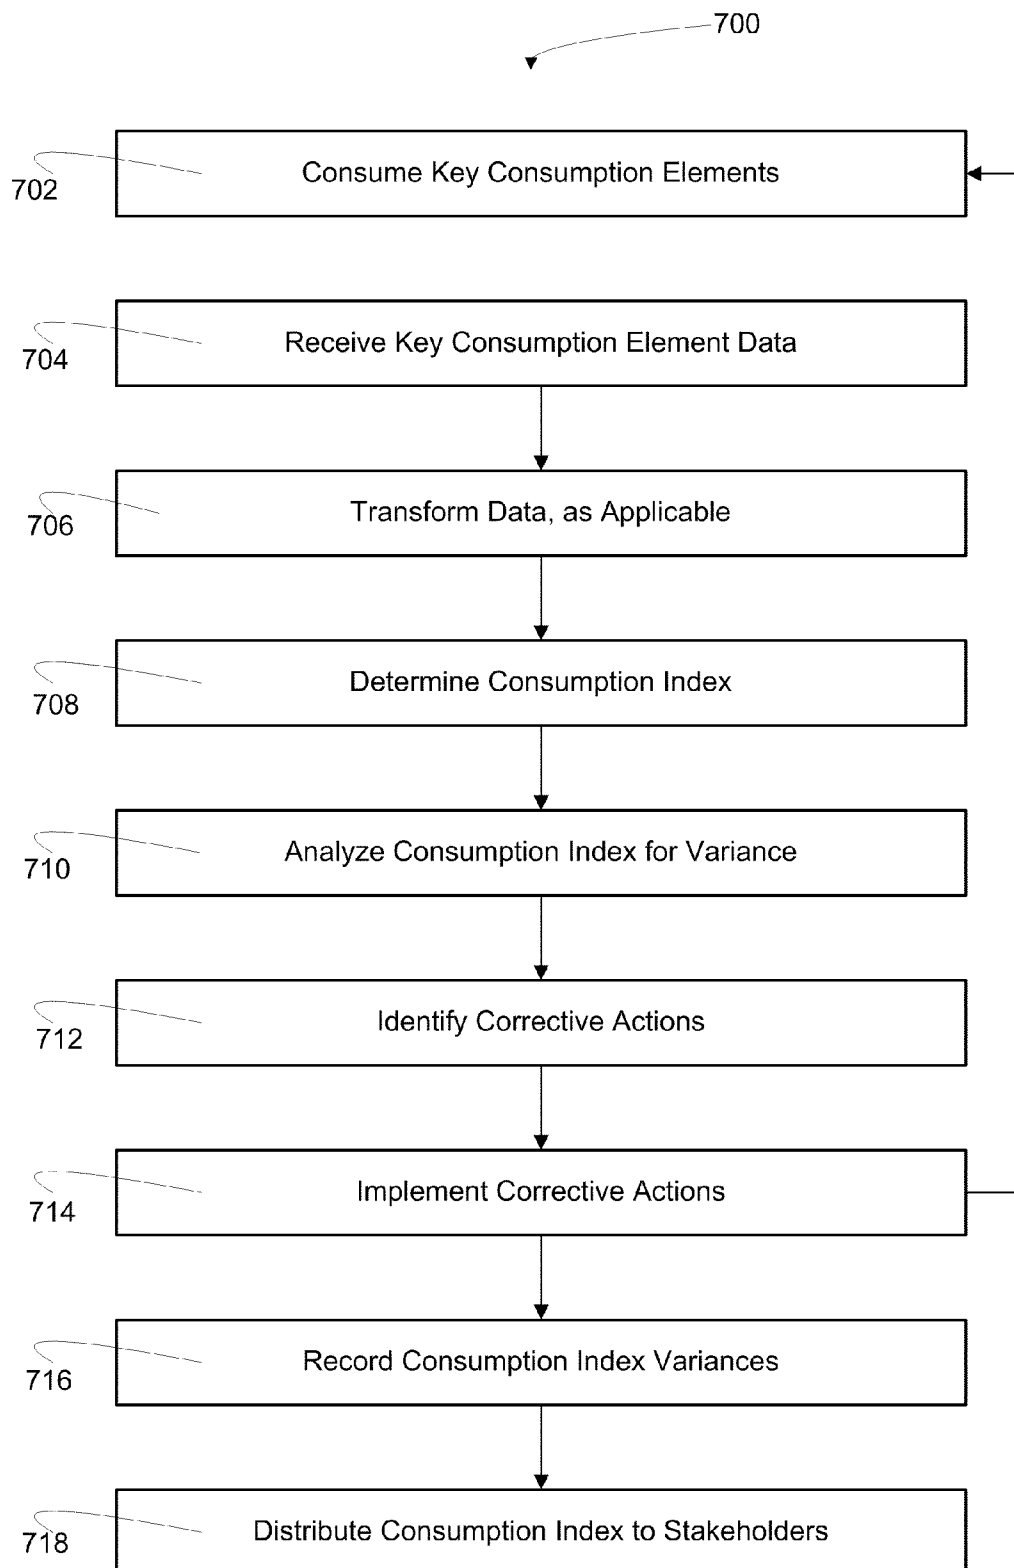 700
Consume Key Consumption Elements
702
Receive Key Consumption Element Data
704
Transform Data, as Applicable
706
Determine Consumption Index
708
Analyze Consumption Index for Variance
710
Identify Corrective Actions
712
Implement Corrective Actions
714
Record Consumption Index Variances
716
Distribute Consumption Index to Stakeholders
718